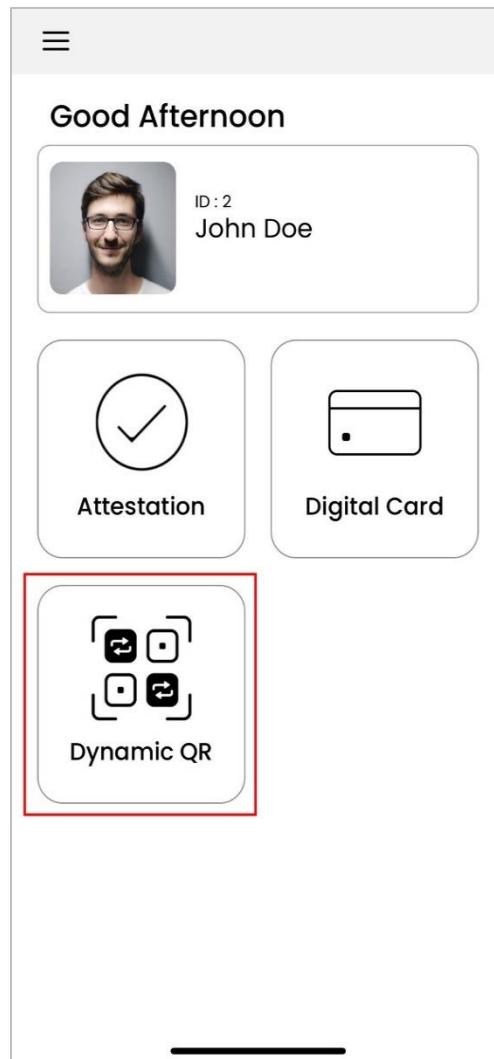 Good Afternoon
ID : 2
John Doe
Attestation
Digital Card
Dynamic QR